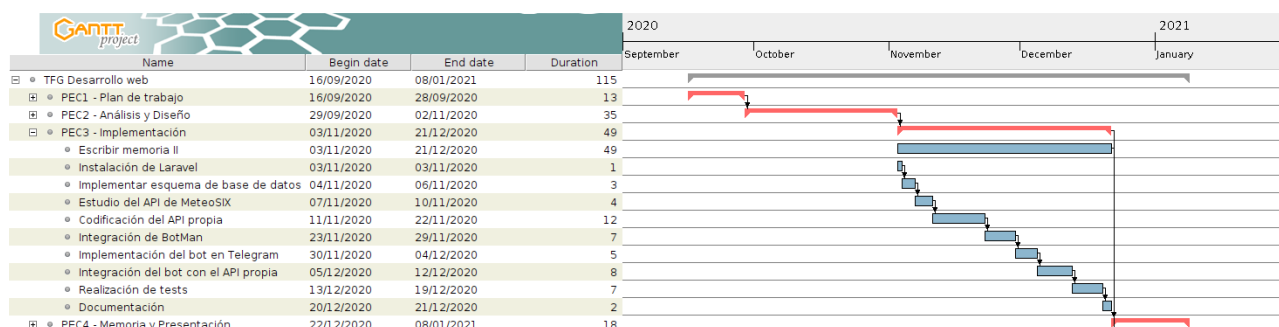 GANTT
project
2020 2021
September October November December January
Name Begin date End date Duration
TFG Desarrollo web 16/09/2020 08/01/2021 115
PEC1 - Plan de trabajo 16/09/2020 28/09/2020 13
PEC2 - Análisis y Diseño 29/09/2020 02/11/2020 35
PEC3 - Implementación 03/11/2020 21/12/2020 49
Escribir memoria II 03/11/2020 21/12/2020 49
Instalación de Laravel 03/11/2020 03/11/2020 1
Implementar esquema de base de datos 04/11/2020 06/11/2020 3
Estudio del API de MeteoSIX 07/11/2020 10/11/2020 4
Codificación del API propia 11/11/2020 22/11/2020 12
Integración de BotMan 23/11/2020 29/11/2020 7
Implementación del bot en Telegram 30/11/2020 04/12/2020 5
Integración del bot con el API propia 05/12/2020 12/12/2020 8
Realización de tests 13/12/2020 19/12/2020 7
Documentación 20/12/2020 21/12/2020 2
PEC4 - Memoria y Presentación 22/12/2020 08/01/2021 18